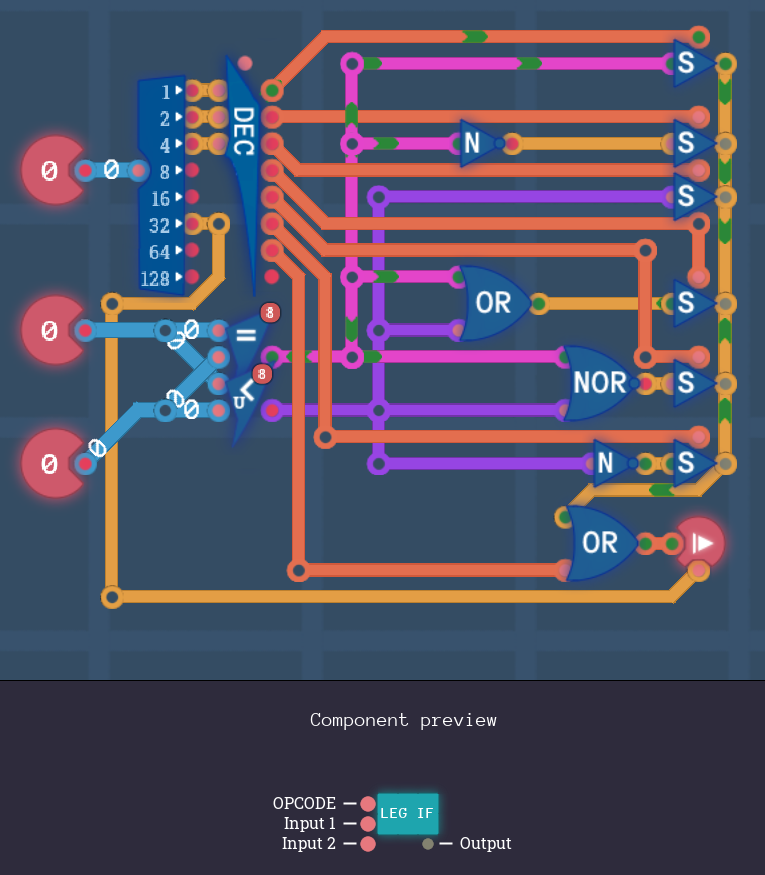 1
2
4
8
16
32
64
128
DEC
0
0
0
0
0
0
0
0
0
=
8
8
U <
S
N
S
S
OR
S
NOR
S
N
S
OR
Component preview
OPCODE
Input 1
Input 2
LEG IF
Output